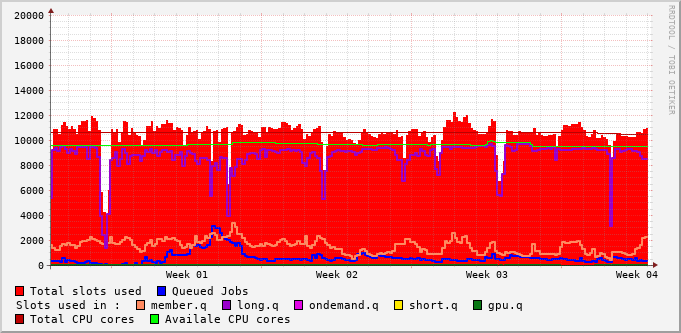 RRDTOOL / TOBI OETIKER
20000
18000
16000
14000
12000
10000
8000
6000
4000
2000
0
Week 01 Week 02 Week 03 Week 04
Total slots used Queued Jobs
Slots used in : member.q long.q ondemand.q short.q gpu.q
Total CPU cores Availale CPU cores